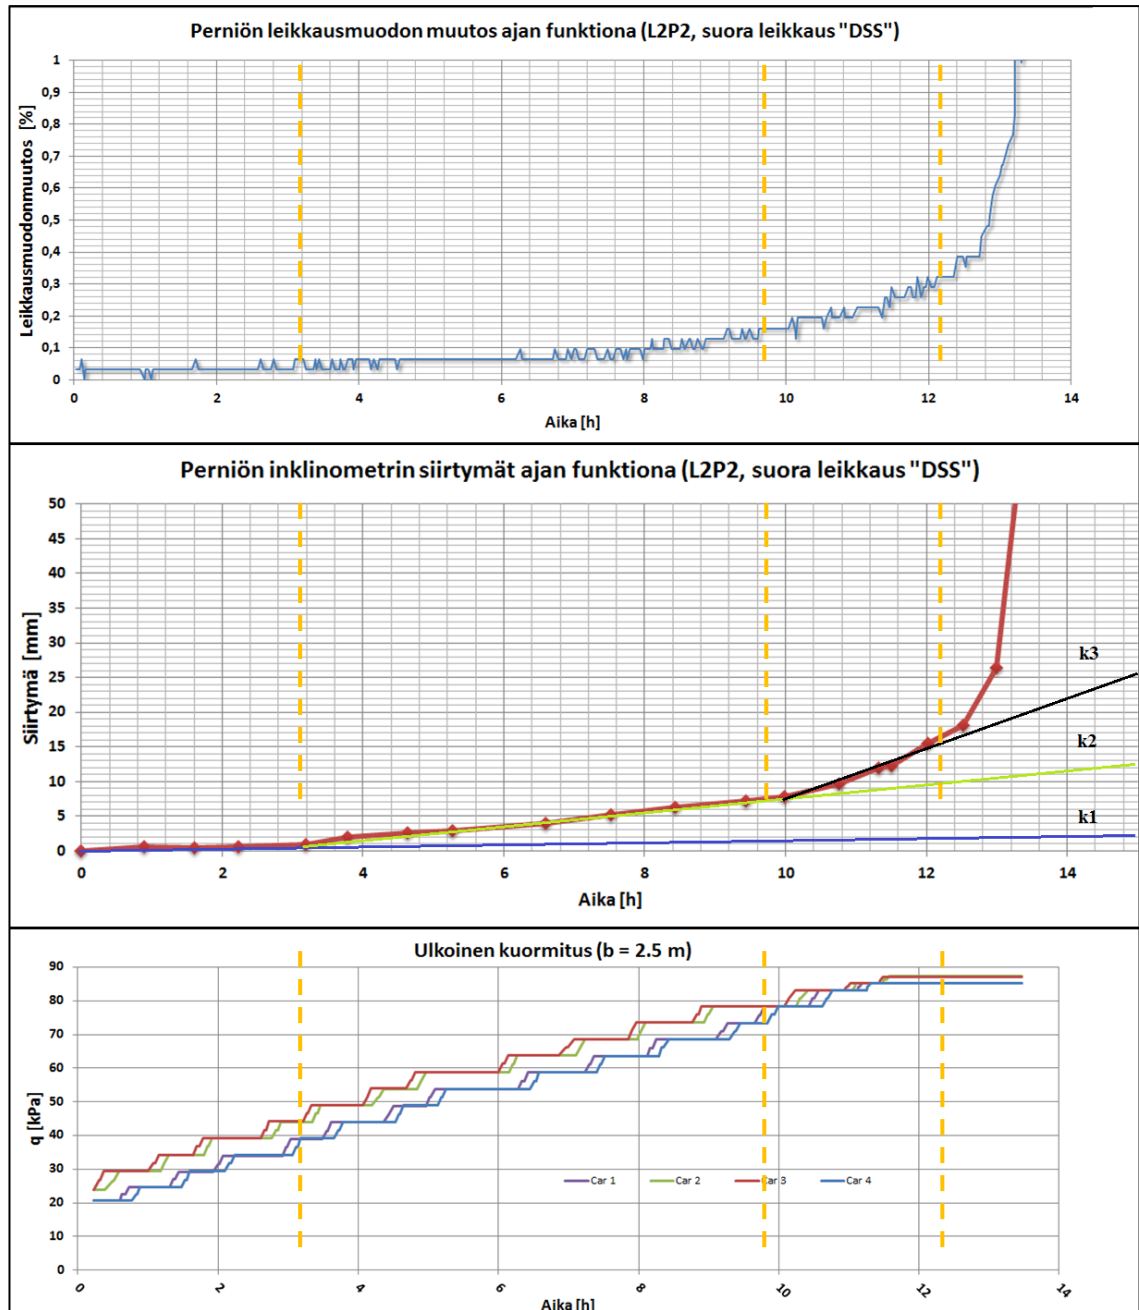 Perniön leikkausmuodon muutos ajan funktiona (L2P2, suora leikkaus "DSS")
Leikkausmuodonmuutos [%]
1
0,9
0,8
0,7
0,6
0,5
0,4
0,3
0,2
0,1
0
0 2 4 6 8 10 12 14
Aika [h]
Perniön inklinometrin siirtymät ajan funktiona (L2P2, suora leikkaus "DSS")
Siirtymä [mm]
50
45
40
35
30
25
20
15
10
5
0
k3
k2
k1
0 2 4 6 8 10 12 14
Aika [h]
Ulkoinen kuormitus (b = 2.5 m)
q [kPa]
90
80
70
60
50
40
30
20
10
0
Car 1 Car 2 Car 3 Car 4
0 2 4 6 8 10 12 14
Aika [h]